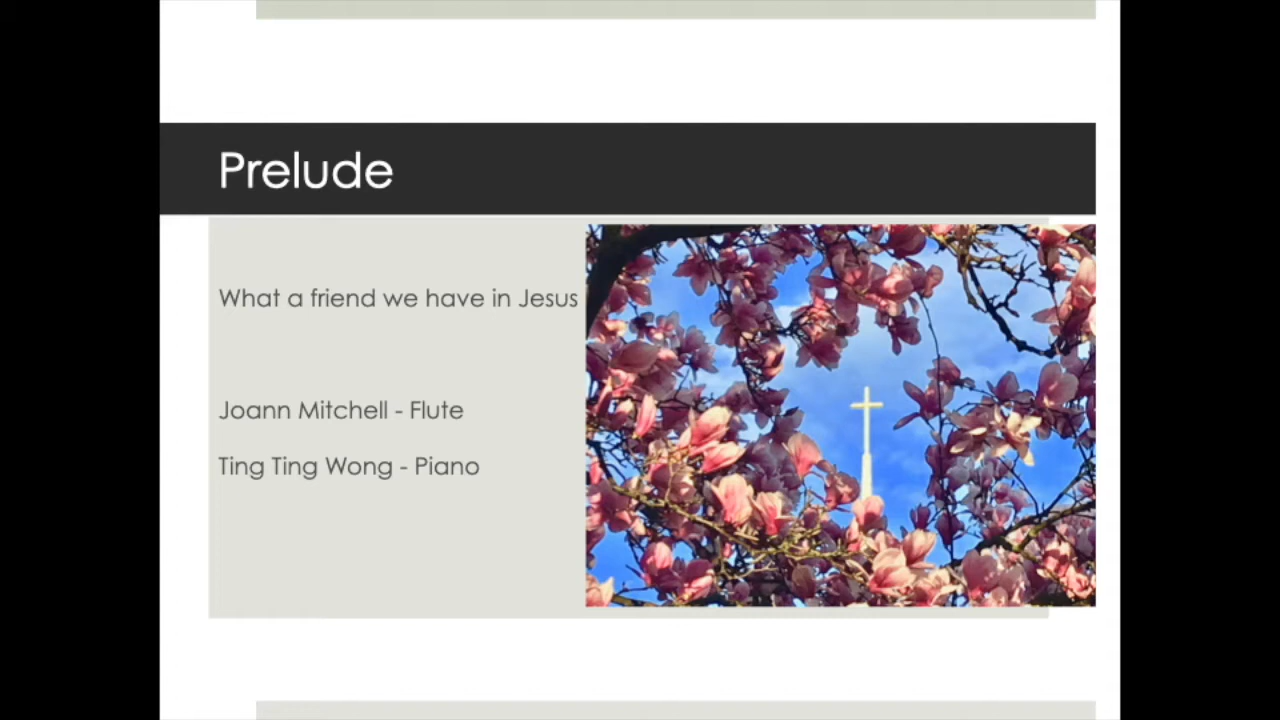 Prelude
What a friend we have in Jesus
Joann Mitchell - Flute
Ting Ting Wong - Piano